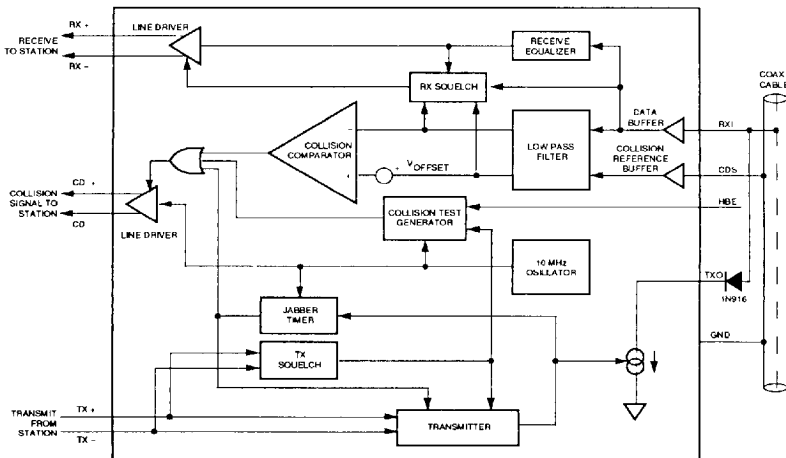 RX +
RECEIVE
TO STATION
RX −
LINE DRIVER
RECEIVE
EQUALIZER
RX SQUELCH
COAX
CABLE
DATA
BUFFER
RXI
COLLISION
COMPARATOR
−
+
+
VOFFSET
LOW PASS
FILTER
COLLISION
REFERENCE
BUFFER
CDS
CD +
COLLISION
SIGNAL TO
STATION
CD
LINE DRIVER
COLLISION TEST
GENERATOR
HBE
10 MHz
OSILLATOR
TXO
1N916
JABBER
TIMER
GND
TX
SQUELCH
TRANSMIT
FROM
STATION
TX +
TX −
TRANSMITTER